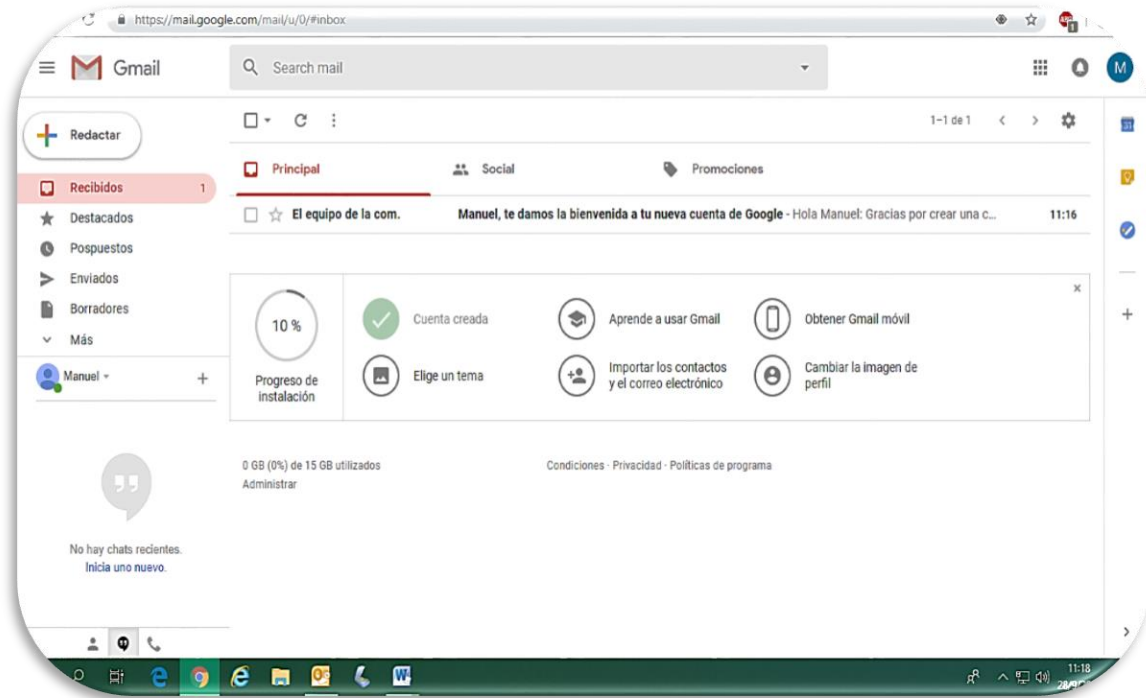 https://mail.google.com/mail/u/0/#inbox
Gmail
Search mail
M
Redactar
1–1 de 1
31
Principal
Social
Promociones
Recibidos 1
El equipo de la com. Manuel, te damos la bienvenida a tu nueva cuenta de Google - Hola Manuel: Gracias por crear una c... 11:16
Destacados
Pospuestos
Enviados
Borradores
Más
Manuel
10 %
Progreso de
instalación
Cuenta creada
Aprende a usar Gmail
Obtener Gmail móvil
Elige un tema
Importar los contactos
y el correo electrónico
Cambiar la imagen de
perfil
0 GB (0%) de 15 GB utilizados
Administrar
Condiciones · Privacidad · Políticas de programa
No hay chats recientes.
Inicia uno nuevo.
11:18